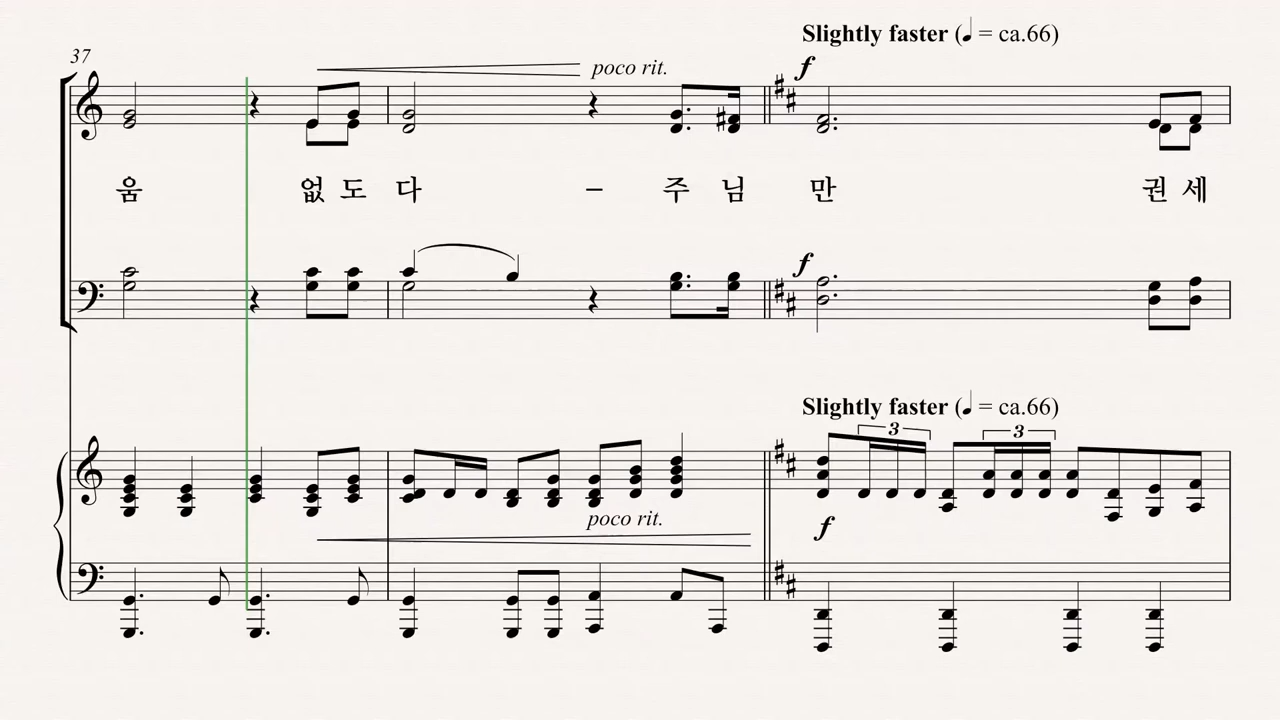 Slightly faster (♩ = ca.66)
37
poco rit.
f
움 없도 다 – 주 님 만 권 세
f
Slightly faster (♩ = ca.66)
3 3
poco rit.
f